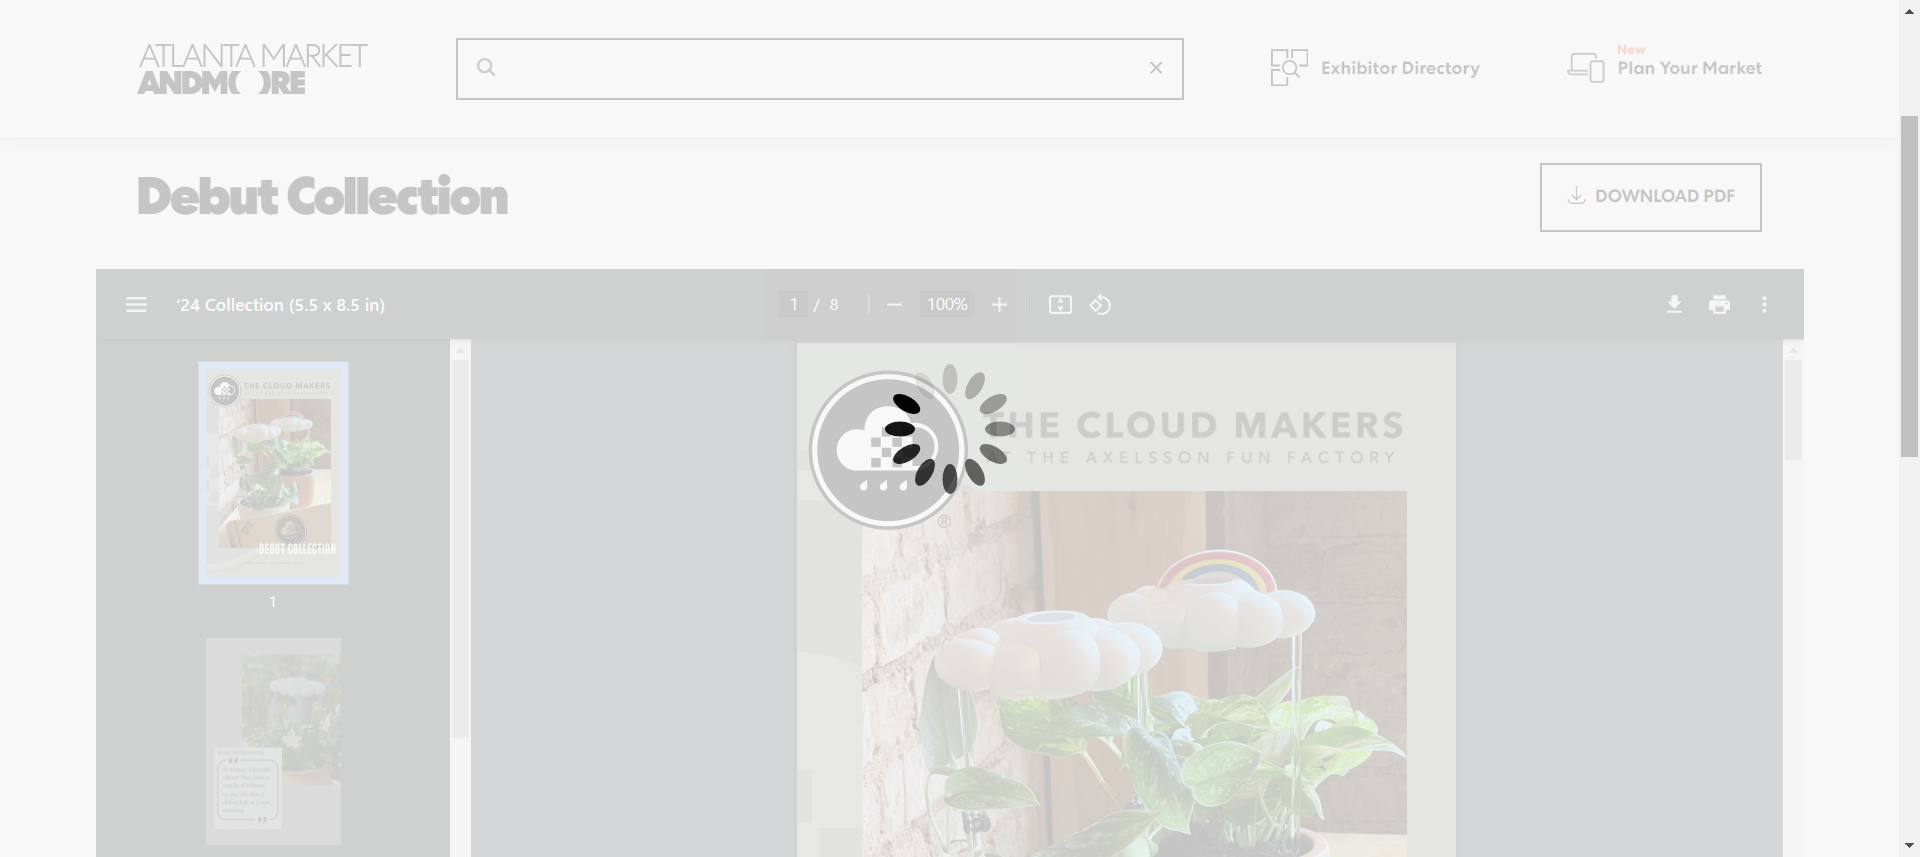 ATLANTA MARKET
ANDM( )RE
Exhibitor Directory
New
Plan Your Market
Debut Collection
DOWNLOAD PDF
‘24 Collection (5.5 x 8.5 in)
1 / 8
100%
THE CLOUD MAKERS
DEBUT COLLECTION
1
THE CLOUD MAKERS
AT THE AXELSSON FUN FACTORY
®